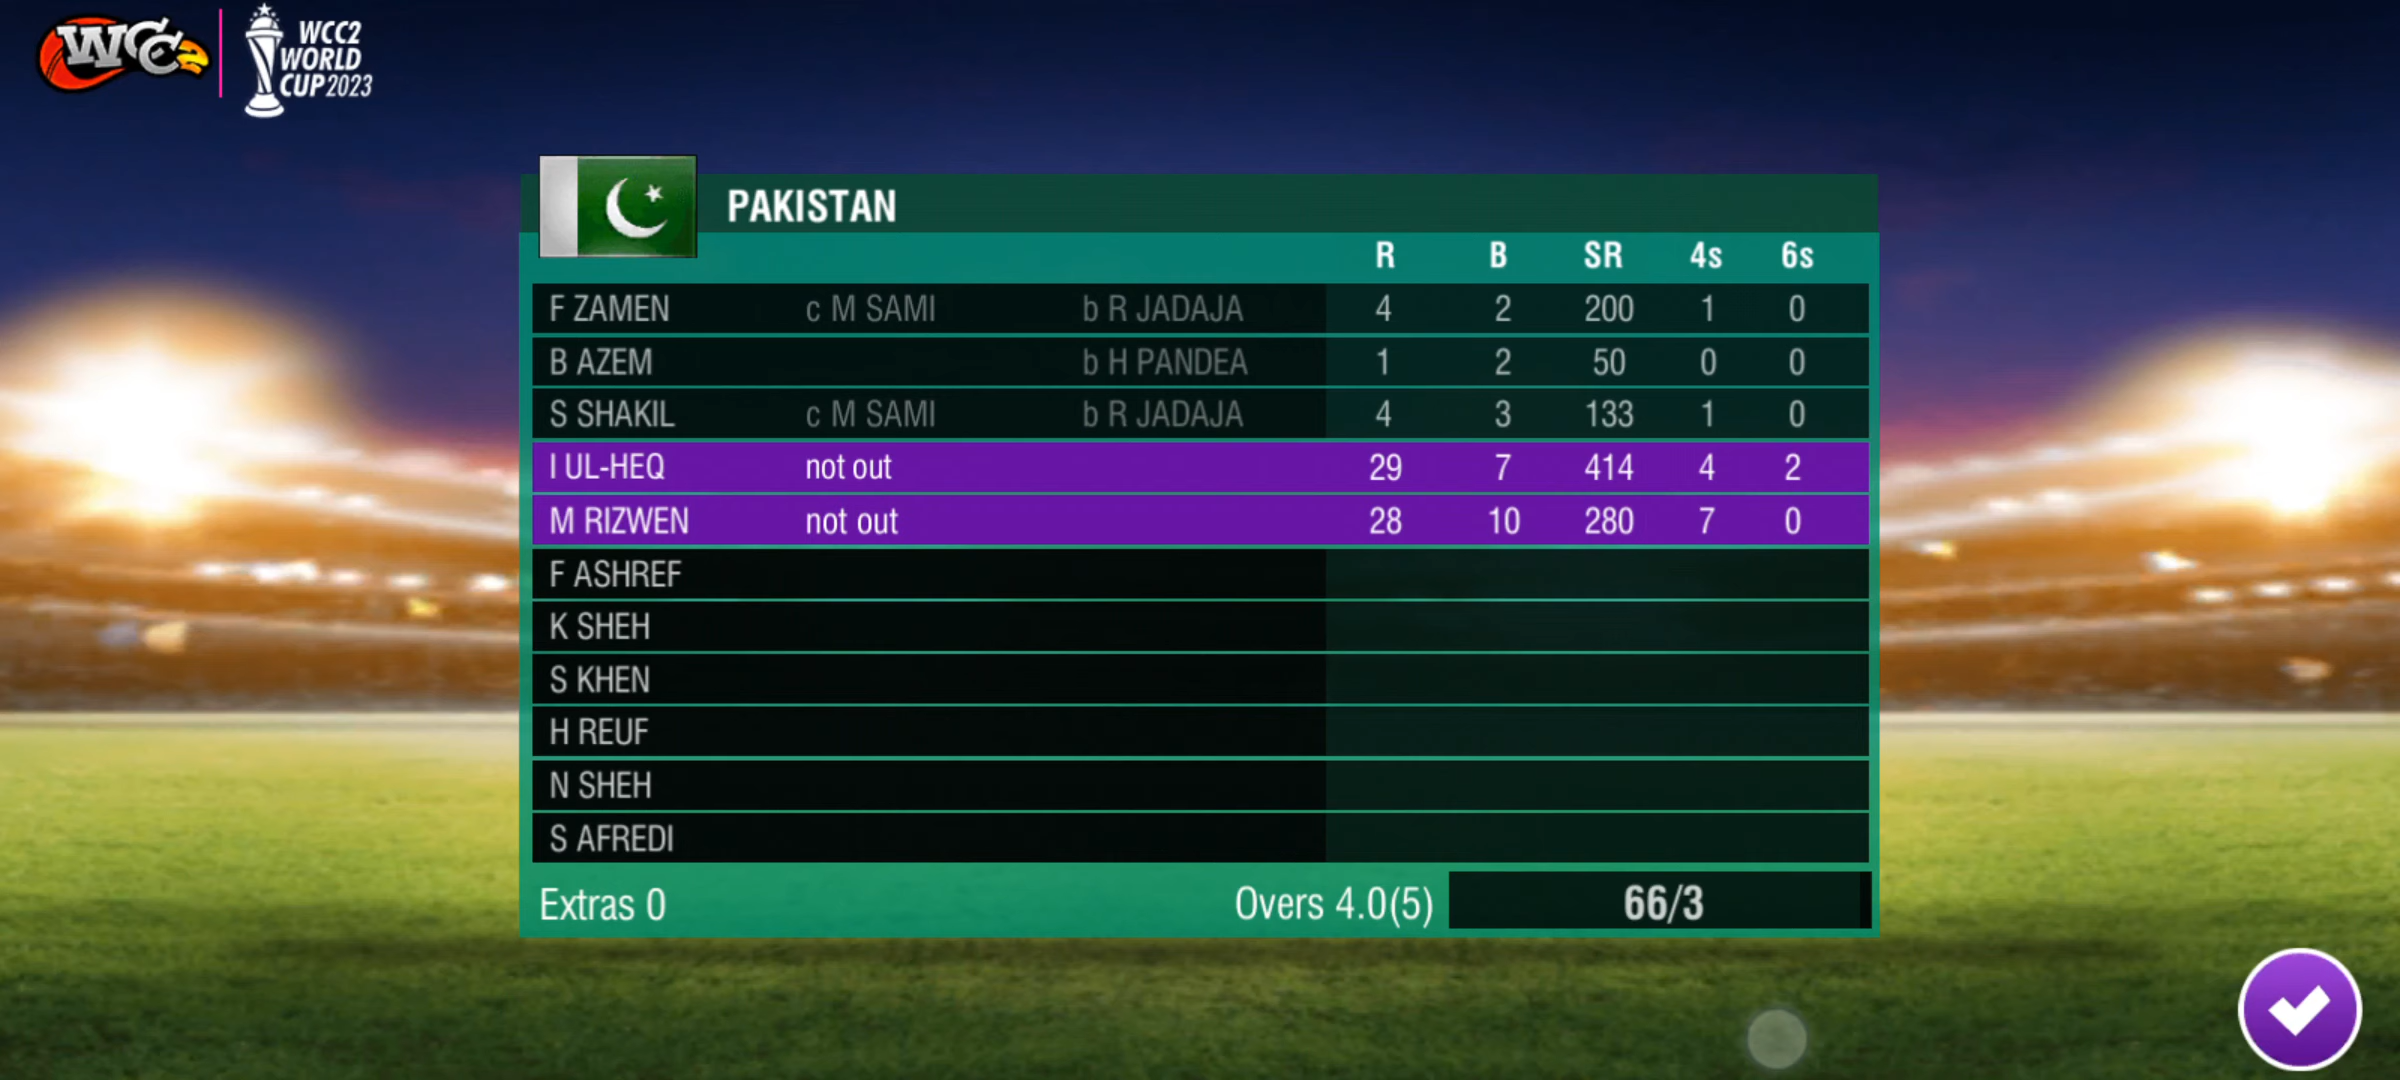 WCC2
WCC2
WORLD
CUP 2023
PAKISTAN
R B SR 4s 6s
F ZAMEN c M SAMI b R JADAJA 4 2 200 1 0
B AZEM b H PANDEA 1 2 50 0 0
S SHAKIL c M SAMI b R JADAJA 4 3 133 1 0
I UL-HEQ not out 29 7 414 4 2
M RIZWEN not out 28 10 280 7 0
F ASHREF
K SHEH
S KHEN
H REUF
N SHEH
S AFREDI
Extras 0 Overs 4.0(5) 66/3